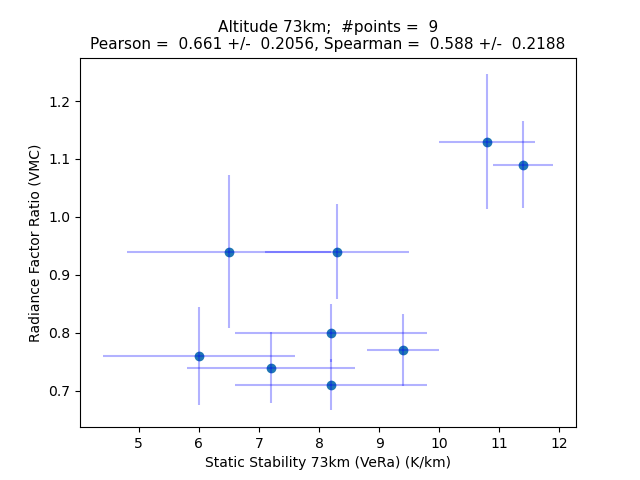 Altitude 73km;  #points =  9
Pearson =  0.661 +/-  0.2056, Spearman =  0.588 +/-  0.2188
1.2
1.1
1.0
0.9
0.8
0.7
Radiance Factor Ratio (VMC)
5 6 7 8 9 10 11 12
Static Stability 73km (VeRa) (K/km)